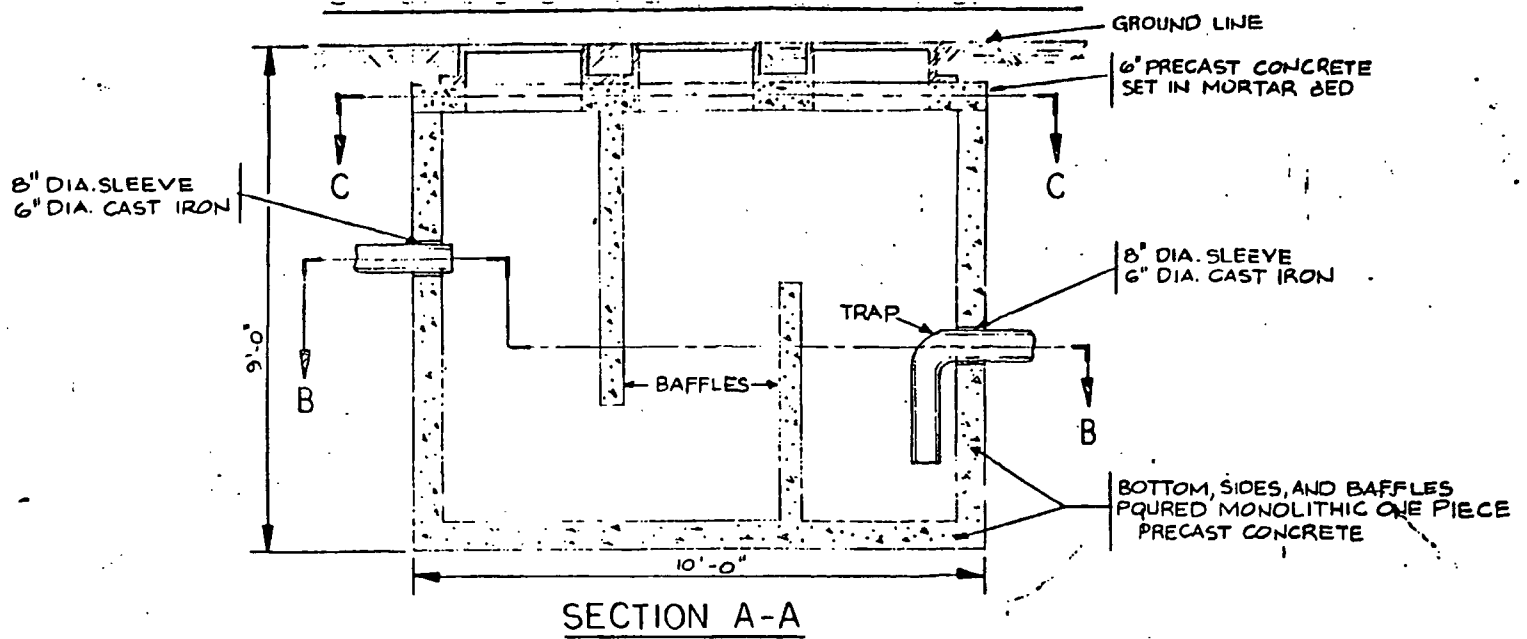 GROUND LINE
6" PRECAST CONCRETE
SET IN MORTAR BED
C
C
8" DIA. SLEEVE
6" DIA. CAST IRON
8" DIA. SLEEVE
6" DIA. CAST IRON
TRAP
9'-0"
BAFFLES
B
B
BOTTOM, SIDES, AND BAFFLES
POURED MONOLITHIC ONE PIECE
PRECAST CONCRETE
10'-0"
SECTION A-A